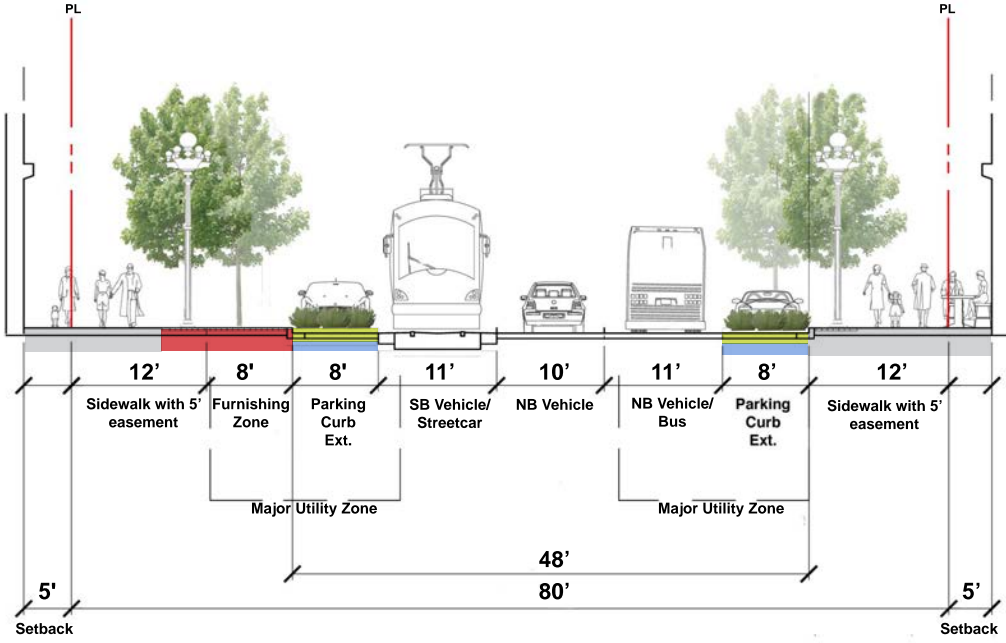 PL
PL
12’
8'
8'
11’
10’
11’
8’
12’
Sidewalk with 5’
easement
Furnishing
Zone
Parking
Curb
Ext.
SB Vehicle/
Streetcar
NB Vehicle
NB Vehicle/
Bus
Parking
Curb
Ext.
Sidewalk with 5’
easement
Major Utility Zone
Major Utility Zone
48’
5'
80’
5’
Setback
Setback